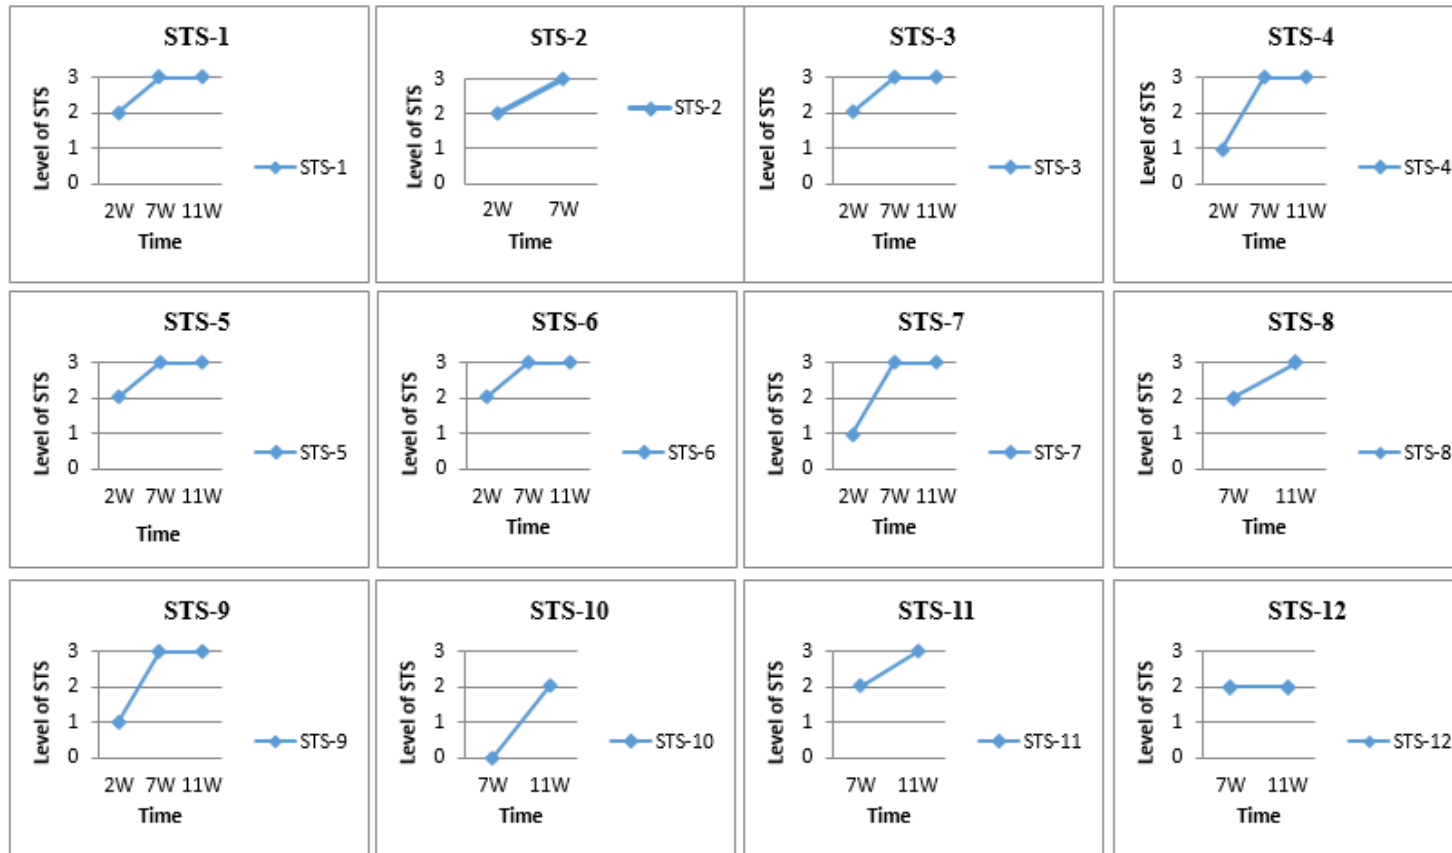 STS-1
Level of STS
3
2
1
0
2W 7W 11W
Time
STS-1
STS-2
Level of STS
3
2
1
0
2W 7W
Time
STS-2
STS-3
Level of STS
3
2
1
0
2W 7W 11W
Time
STS-3
STS-4
Level of STS
3
2
1
0
2W 7W 11W
Time
STS-4
STS-5
Level of STS
3
2
1
0
2W 7W 11W
Time
STS-5
STS-6
Level of STS
3
2
1
0
2W 7W 11W
Time
STS-6
STS-7
Level of STS
3
2
1
0
2W 7W 11W
Time
STS-7
STS-8
Level of STS
3
2
1
0
7W 11W
Time
STS-8
STS-9
Level of STS
3
2
1
0
2W 7W 11W
Time
STS-9
STS-10
Level of STS
3
2
1
0
7W 11W
Time
STS-10
STS-11
Level of STS
3
2
1
0
7W 11W
Time
STS-11
STS-12
Level of STS
3
2
1
0
7W 11W
Time
STS-12